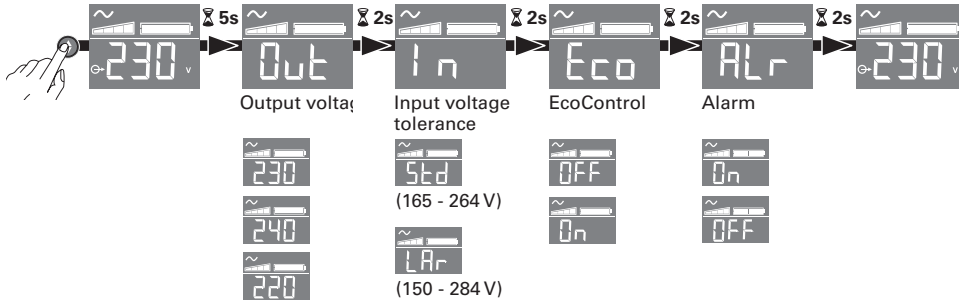 5s 2s 2s 2s 2s
230 v Out In Eco ALr 230 v
Output voltag Input voltage tolerance EcoControl Alarm
230 Std OFF On
(165 - 264 V)
240 On OFF
LAr
220 (150 - 284 V)